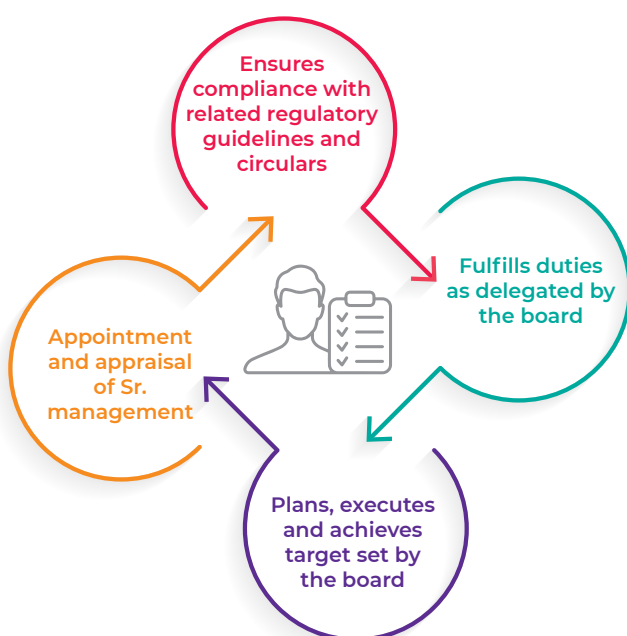 Ensures
compliance with
related regulatory
guidelines and
circulars
Fulfills duties
as delegated by
the board
Plans, executes
and achieves
target set by
the board
Appointment
and appraisal
of Sr.
management